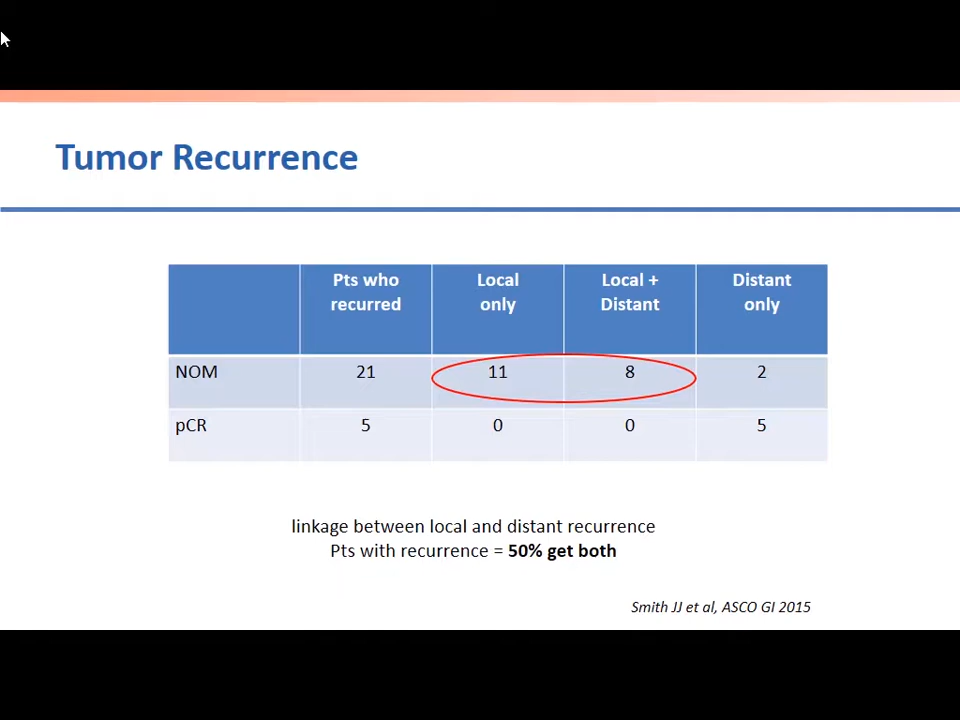 Tumor Recurrence
Pts who recurred Local only Local + Distant Distant only
NOM 21 11 8 2
pCR 5 0 0 5
linkage between local and distant recurrence
Pts with recurrence = 50% get both
Smith JJ et al, ASCO GI 2015